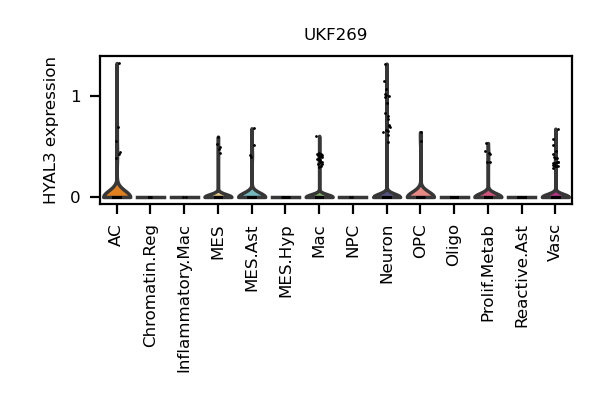 UKF269
HYAL3 expression
1
0
AC
Chromatin.Reg
Inflammatory.Mac
MES
MES.Ast
MES.Hyp
Mac
NPC
Neuron
OPC
Oligo
Prolif.Metab
Reactive.Ast
Vasc